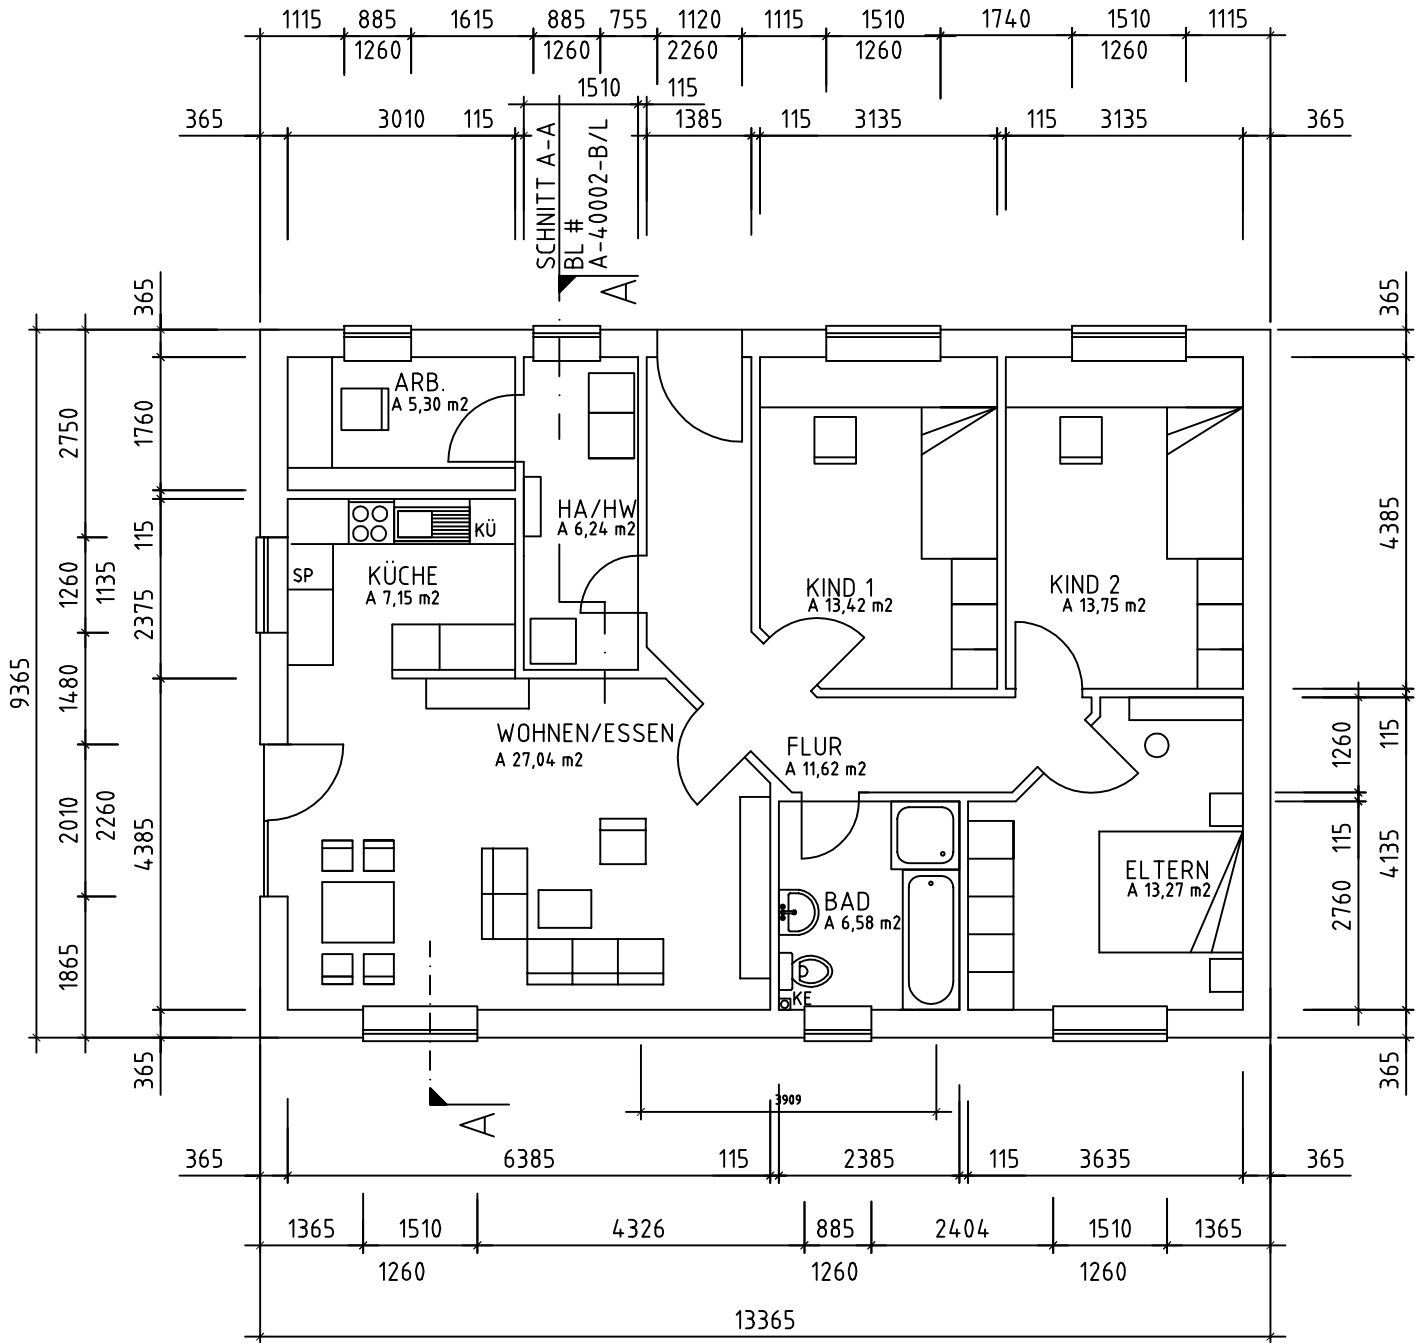 1115 885 1615 885 755 1120 1115 1510 1740 1510 1115
1260 1260 2260 1260 1260
1510 115
365 3010 115 1385 115 3135 115 3135 365
SCHNITT A-A
BL #
A-40002-B/L
A
365
1760
115
2375
4385
365
2750
1260
1135
1480
2010
2260
1865
9365
ARB.
A 5,30 m2
HA/HW
A 6,24 m2
KÜ
SP
KÜCHE
A 7,15 m2
KIND 1
A 13,42 m2
KIND 2
A 13,75 m2
WOHNEN/ESSEN
A 27,04 m2
FLUR
A 11,62 m2
ELTERN
A 13,27 m2
BAD
A 6,58 m2
KE
365
4385
115
4135
365
1260
115
2760
A
3909
365 6385 115 2385 115 3635 365
1365 1510 4326 885 2404 1510 1365
1260 1260 1260
13365